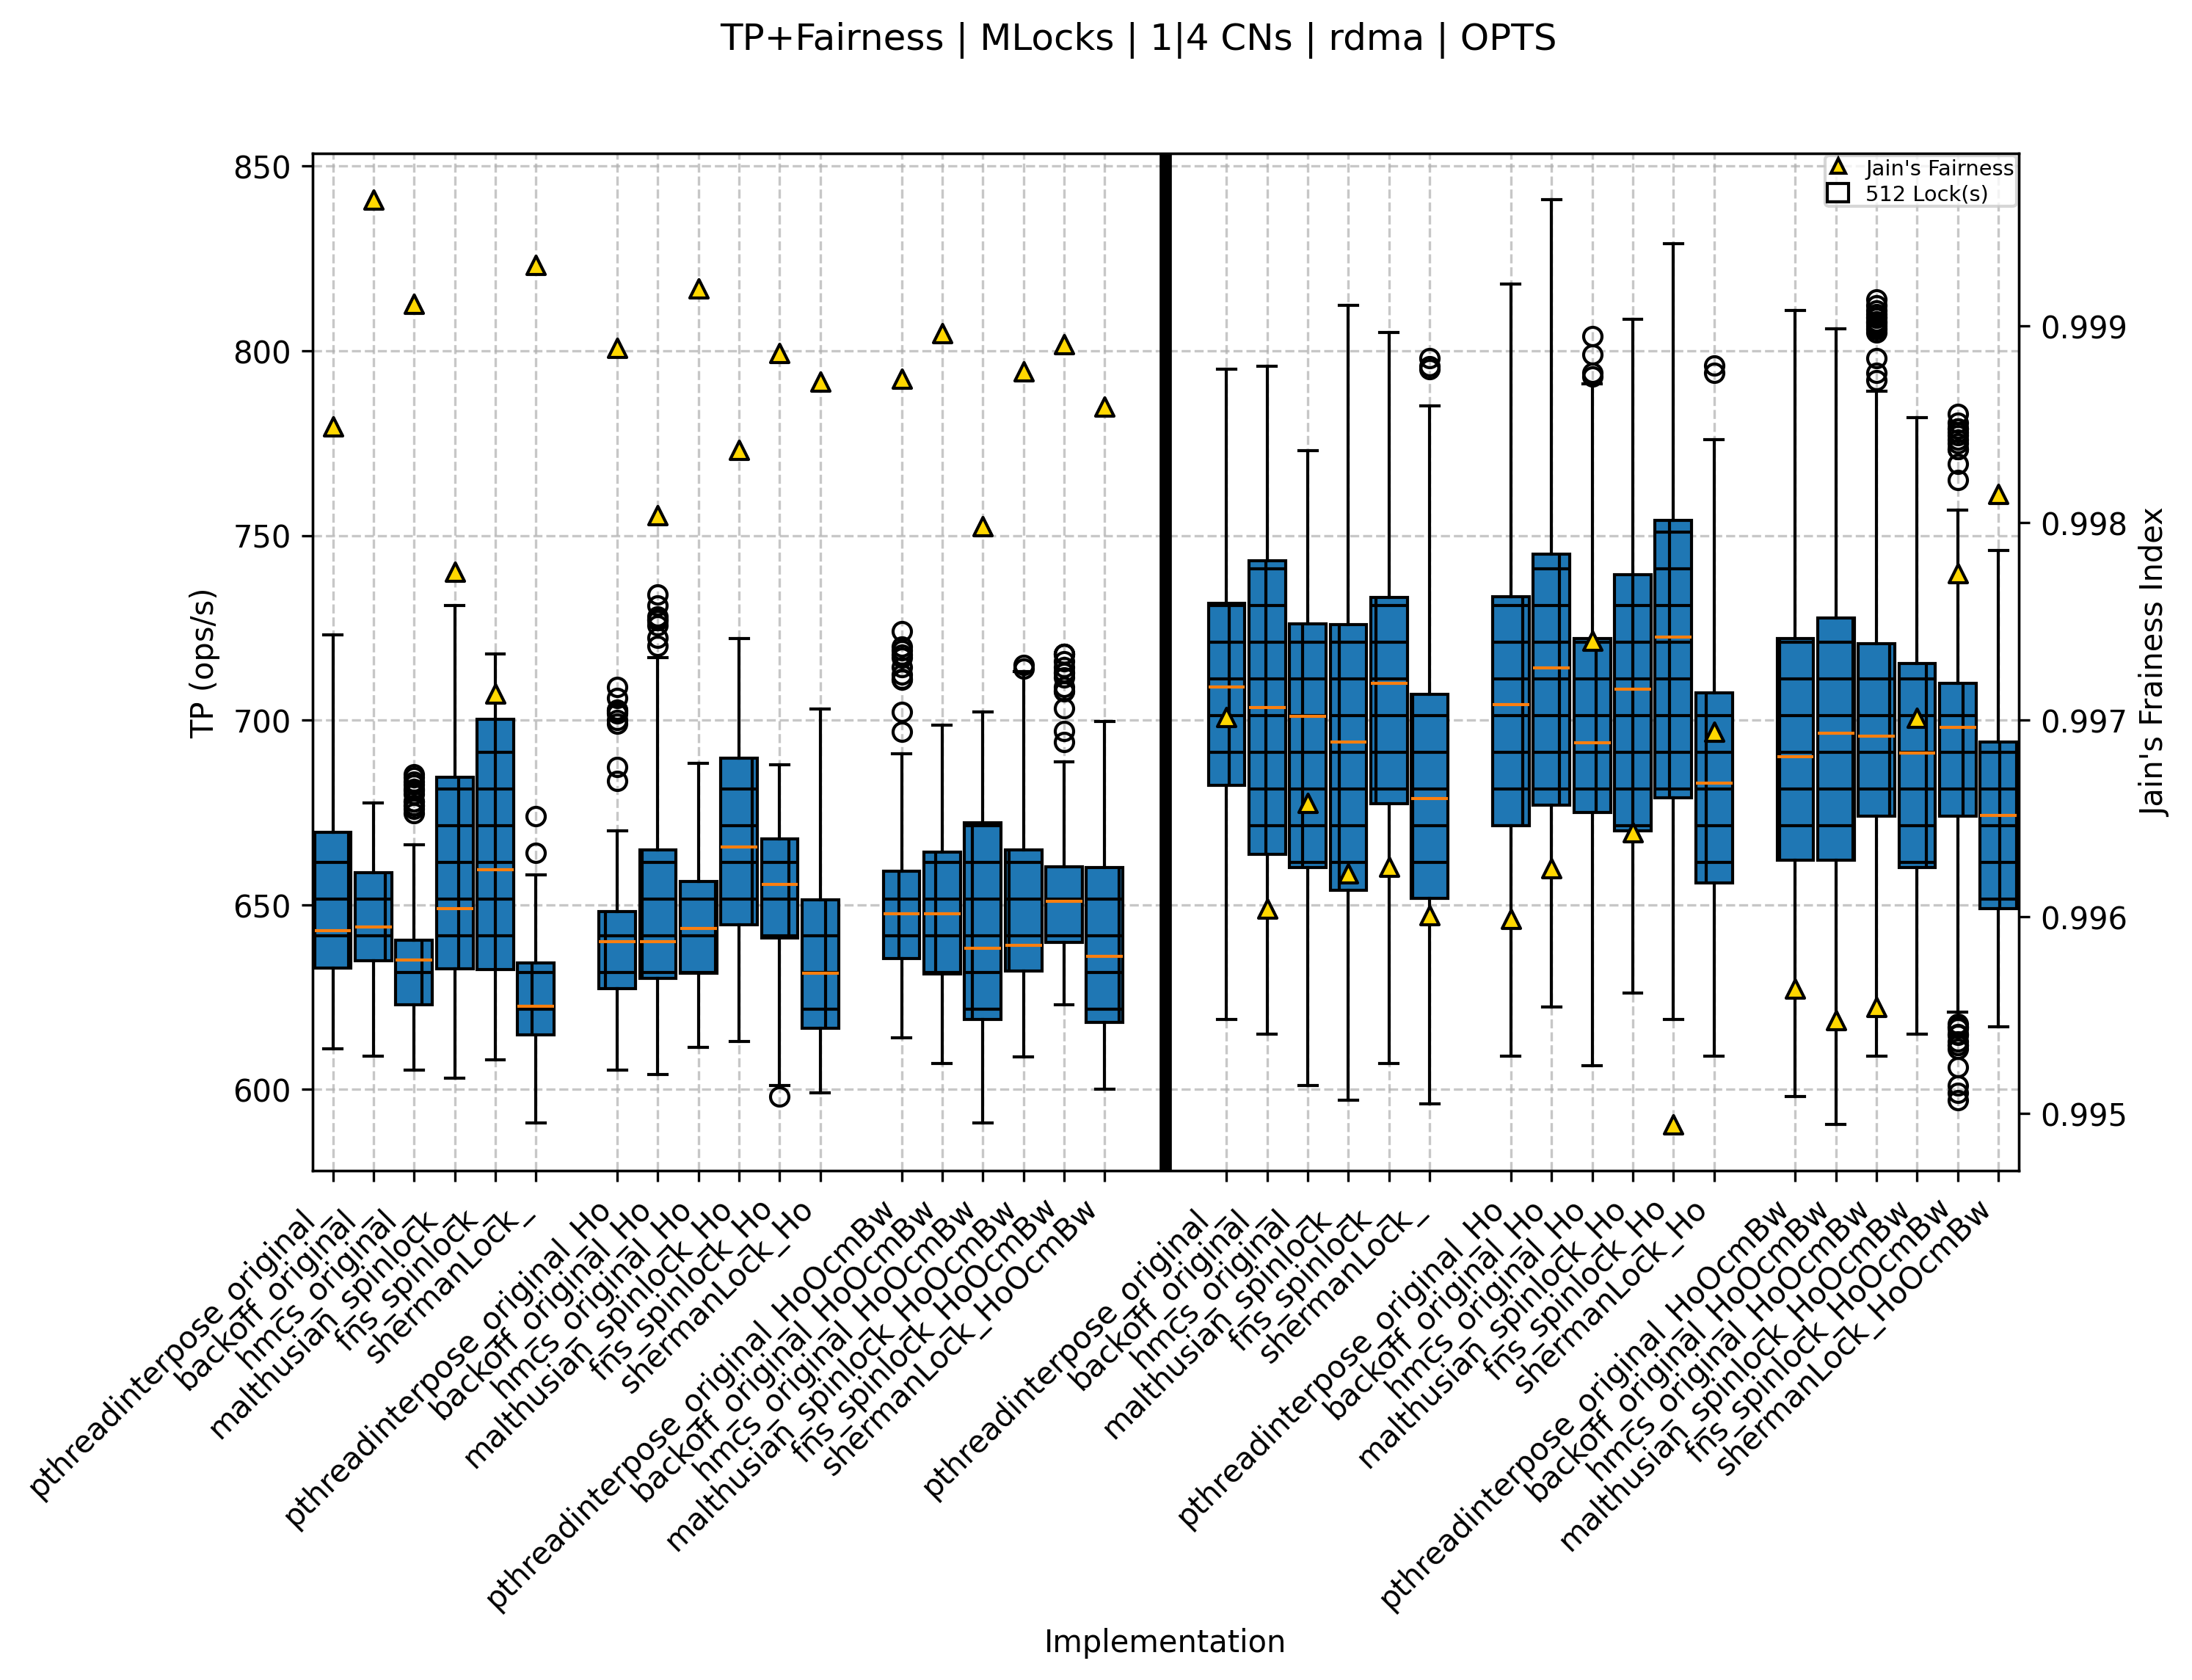 TP+Fairness | MLocks | 1|4 CNs | rdma | OPTS
Jain's Fairness
512 Lock(s)
TP (ops/s)
850
800
750
700
650
600
Jain's Frainess Index
0.999
0.998
0.997
0.996
0.995
pthreadinterpose_original
backoff_original
hmcs_original
malthusian_spinlock
fns_spinlock
shermanLock_
pthreadinterpose_original_Ho
backoff_original_Ho
hmcs_original_Ho
malthusian_spinlock_Ho
fns_spinlock_Ho
shermanLock_Ho
pthreadinterpose_original_HoOcmBw
backoff_original_HoOcmBw
hmcs_original_HoOcmBw
malthusian_spinlock_HoOcmBw
fns_spinlock_HoOcmBw
shermanLock_HoOcmBw
pthreadinterpose_original
backoff_original
hmcs_original
malthusian_spinlock
fns_spinlock
shermanLock_
pthreadinterpose_original_Ho
backoff_original_Ho
hmcs_original_Ho
malthusian_spinlock_Ho
fns_spinlock_Ho
shermanLock_Ho
pthreadinterpose_original_HoOcmBw
backoff_original_HoOcmBw
hmcs_original_HoOcmBw
malthusian_spinlock_HoOcmBw
fns_spinlock_HoOcmBw
shermanLock_HoOcmBw
Implementation